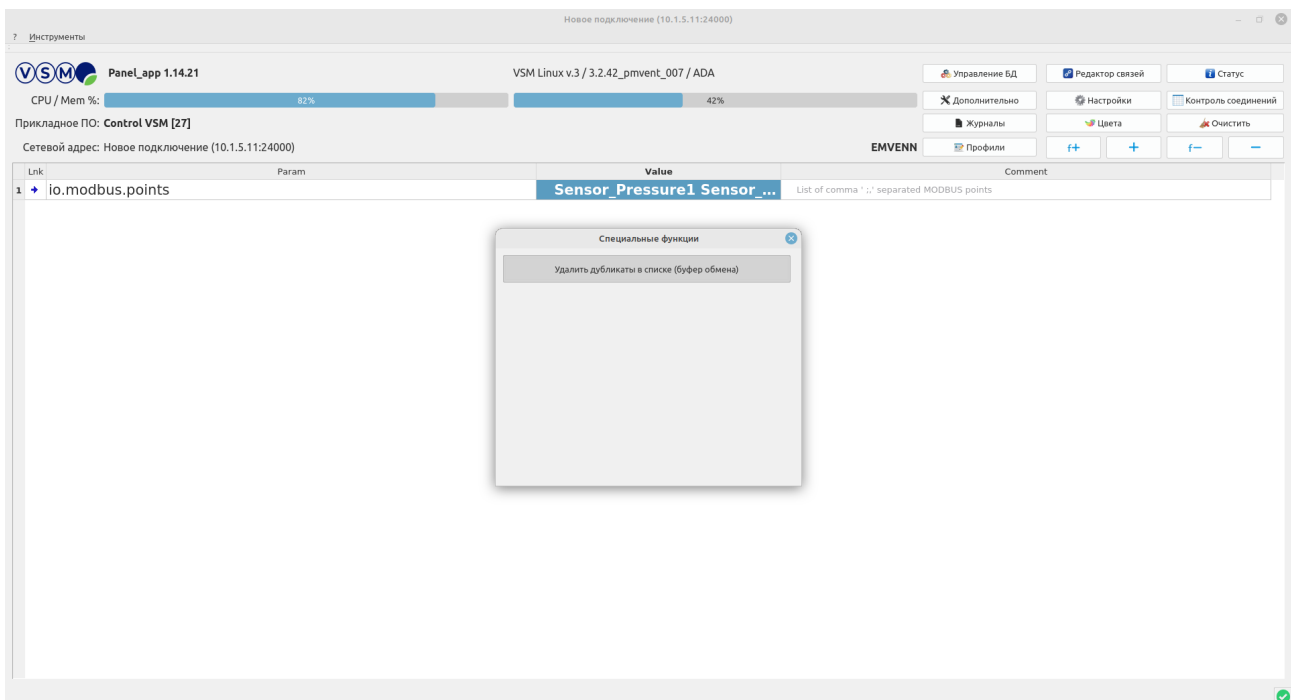 Новое подключение (10.1.5.11:24000)
? Инструменты
VSM Panel_app 1.14.21 VSM Linux v.3 / 3.2.42_pmvent_007 / ADA Управление БД Редактор связей Статус
CPU / Mem %: 82% 42% Дополнительно Настройки Контроль соединений
Прикладное ПО: Control VSM [27] Журналы Цвета Очистить
Сетевой адрес: Новое подключение (10.1.5.11:24000) EMVENN Профили f+ + f− −
Lnk Param Value Comment
1 io.modbus.points Sensor_Pressure1 Sensor_... List of comma ' ;,' separated MODBUS points
Специальные функции
Удалить дубликаты в списке (буфер обмена)